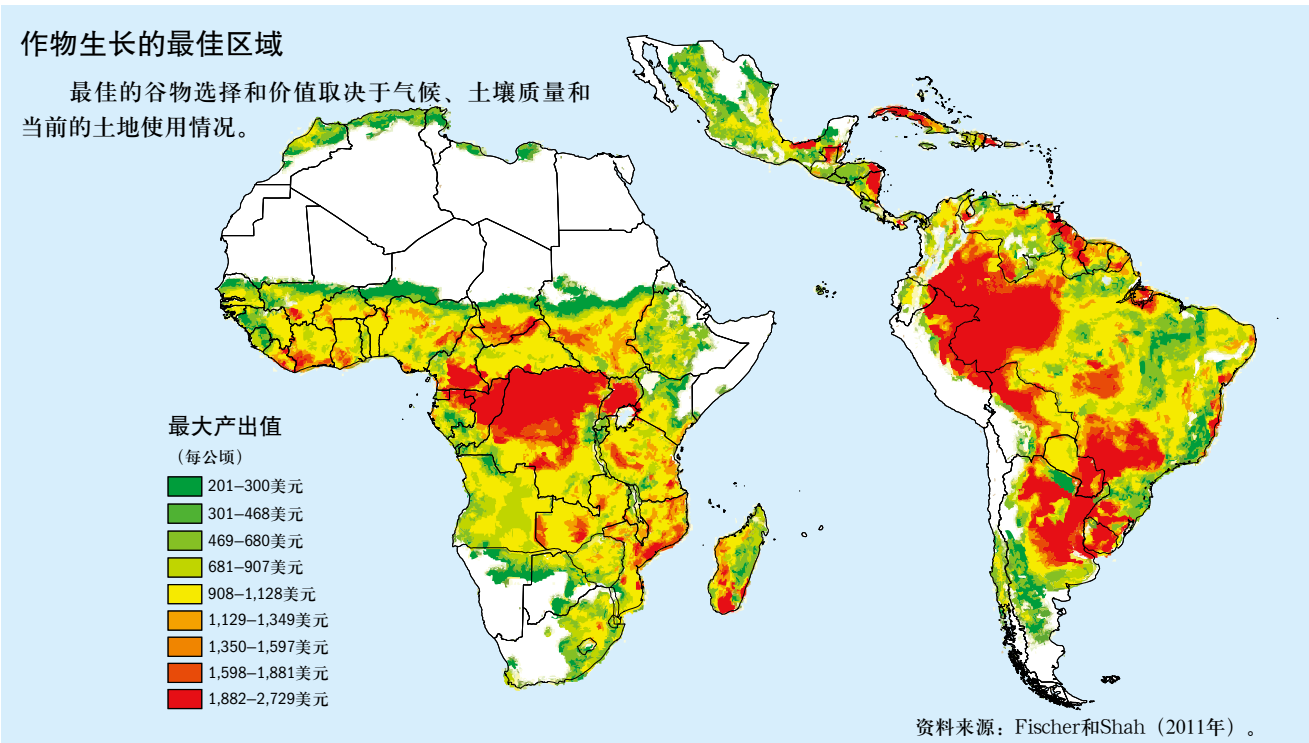 作物生长的最佳区域
最佳的谷物选择和价值取决于气候、土壤质量和
当前的土地使用情况。
最大产出值
（每公顷）
201–300美元
301–468美元
469–680美元
681–907美元
908–1,128美元
1,129–1,349美元
1,350–1,597美元
1,598–1,881美元
1,882–2,729美元
资料来源：Fischer和Shah（2011年）。